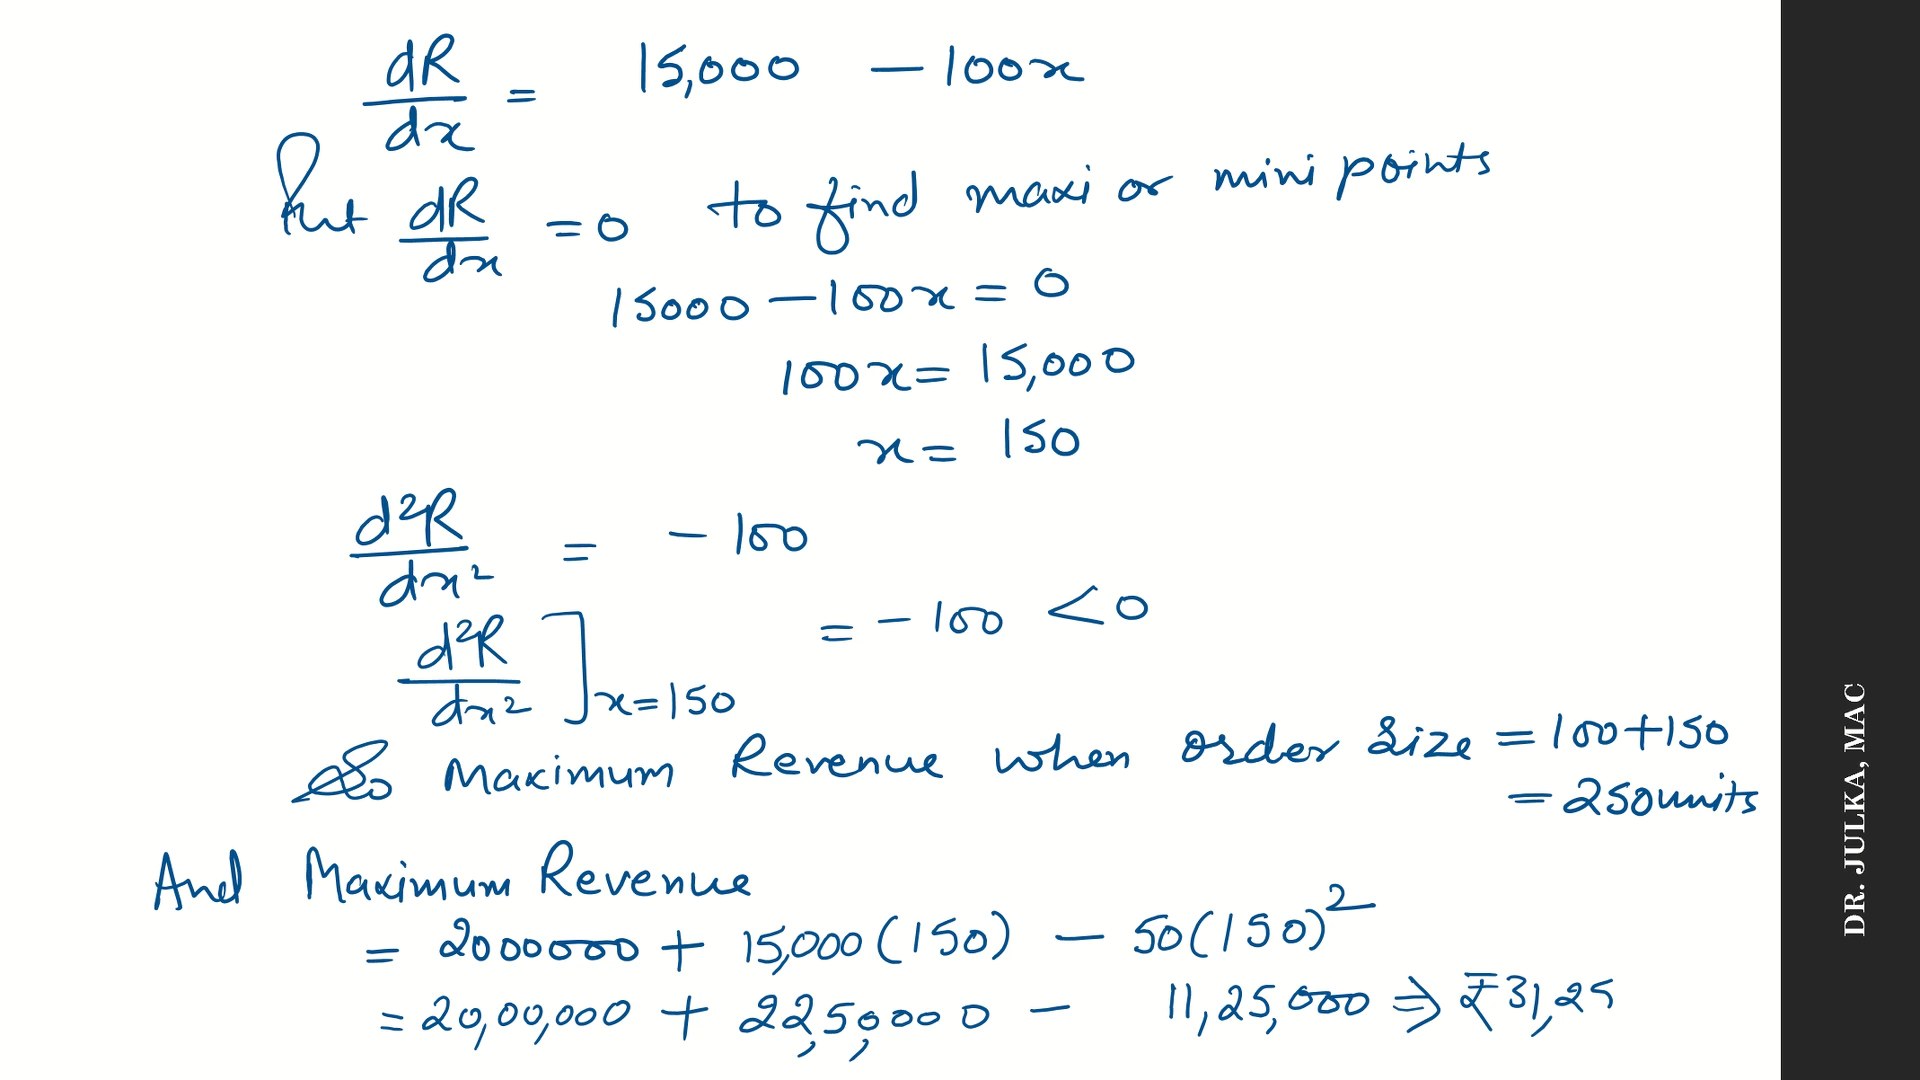 dR/dx = 15,000 − 100x
Put dR/dx = 0 to find maxi or mini points
15000 − 100x = 0
100x = 15,000
x = 150
d²R/dx² = − 100
d²R/dx² ]x=150 = − 100 < 0
So Maximum Revenue when order size = 100+150
= 250 units
And Maximum Revenue
= 2000000 + 15,000 (150) − 50(150)²
= 20,00,000 + 22,50,000 − 11,25,000 ⇒ ₹31,25
DR. JULKA, MAC